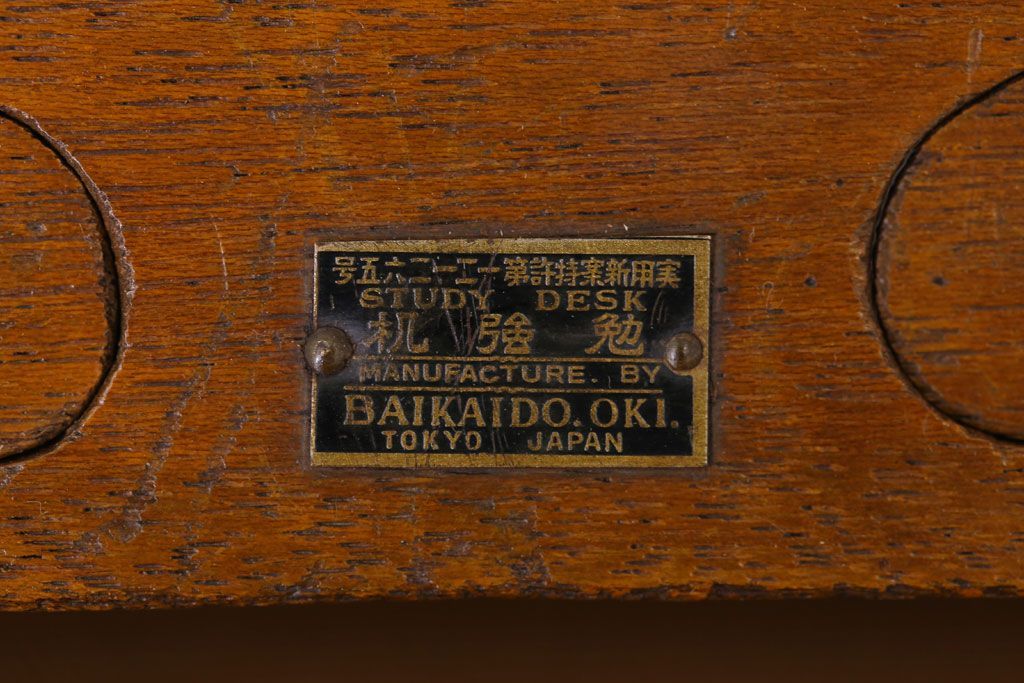 実用新案特許第一二一二六五号
STUDY DESK
勉強机
MANUFACTURE. BY
BAIKAIDO. OKI.
TOKYO JAPAN